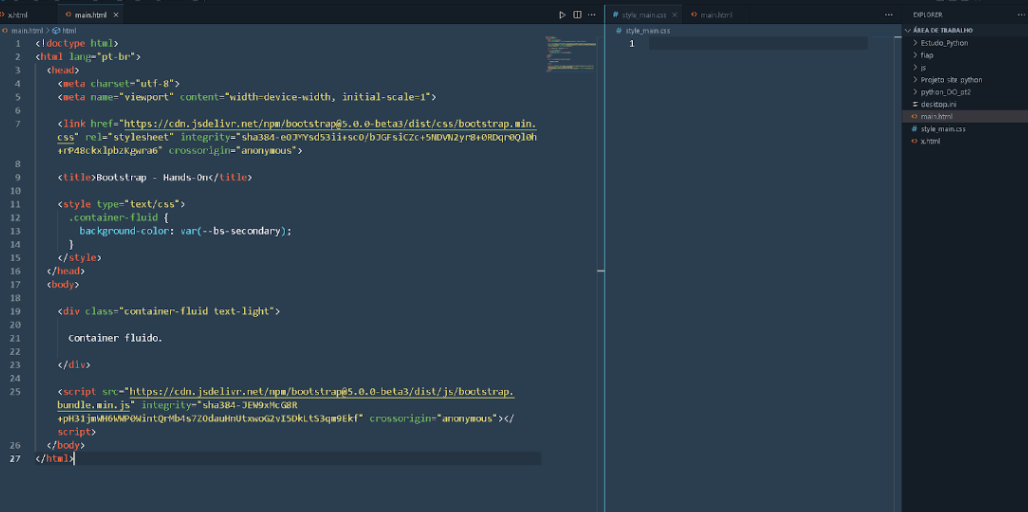 x.html
main.html
style_main.css
main.html
EXPLORER
main.html > html
1 <!doctype html>
2 <html lang="pt-br">
3 <head>
4 <meta charset="utf-8">
5 <meta name="viewport" content="width=device-width, initial-scale=1">
6
7 <link href="https://cdn.jsdelivr.net/npm/bootstrap@5.0.0-beta3/dist/css/bootstrap.min.
css" rel="stylesheet" integrity="sha384-eOJMYsd53ii+scO/bJGFsiCZc+5NDVN2yr8+0RDqr0Ql0h
+rP48ckxlpbzKgwra6" crossorigin="anonymous">
8
9 <title>Bootstrap - Hands-On</title>
10
11 <style type="text/css">
12 .container-fluid {
13 background-color: var(--bs-secondary);
14 }
15 </style>
16 </head>
17 <body>
18
19 <div class="container-fluid text-light">
20
21 Container fluido.
22
23 </div>
24
25 <script src="https://cdn.jsdelivr.net/npm/bootstrap@5.0.0-beta3/dist/js/bootstrap.
bundle.min.js" integrity="sha384-JEW9xMcG8R
+pH31jmWH6WWP0WintQrMb4s7ZOdauHnUtxwoG2vI5DkLtS3qm9Ekf" crossorigin="anonymous"></
script>
26 </body>
27 </html>
style_main.css
1
ÁREA DE TRABALHO
Estudo_Python
fiap
js
Projeto_site_python
python_DO_pt2
desktop.ini
main.html
style_main.css
x.html